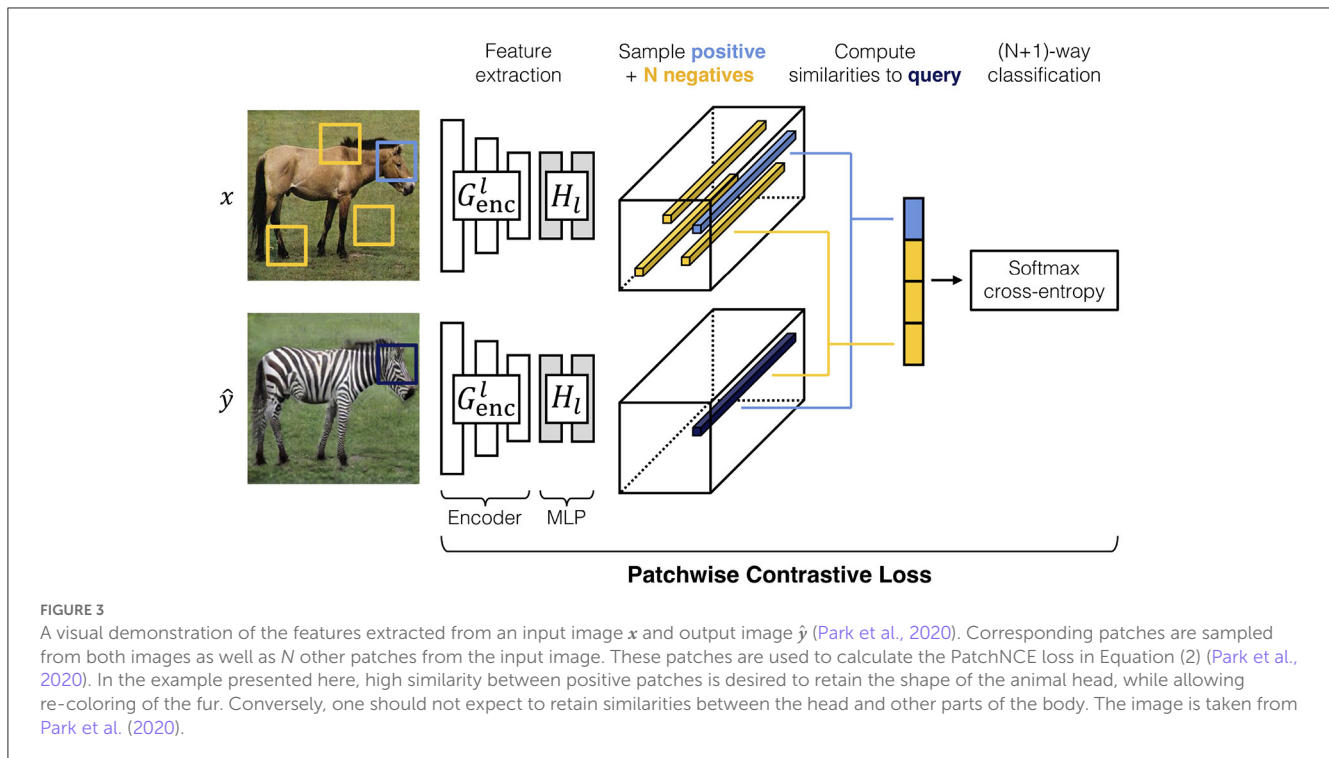 Feature
extraction
Sample positive
+ N negatives
Compute
similarities to query
(N+1)-way
classification
x
G^l_enc
H_l
Softmax
cross-entropy
ŷ
G^l_enc
H_l
Encoder
MLP
Patchwise Contrastive Loss
FIGURE 3
A visual demonstration of the features extracted from an input image x and output image ŷ (Park et al., 2020). Corresponding patches are sampled
from both images as well as N other patches from the input image. These patches are used to calculate the PatchNCE loss in Equation (2) (Park et al.,
2020). In the example presented here, high similarity between positive patches is desired to retain the shape of the animal head, while allowing
re-coloring of the fur. Conversely, one should not expect to retain similarities between the head and other parts of the body. The image is taken from
Park et al. (2020).